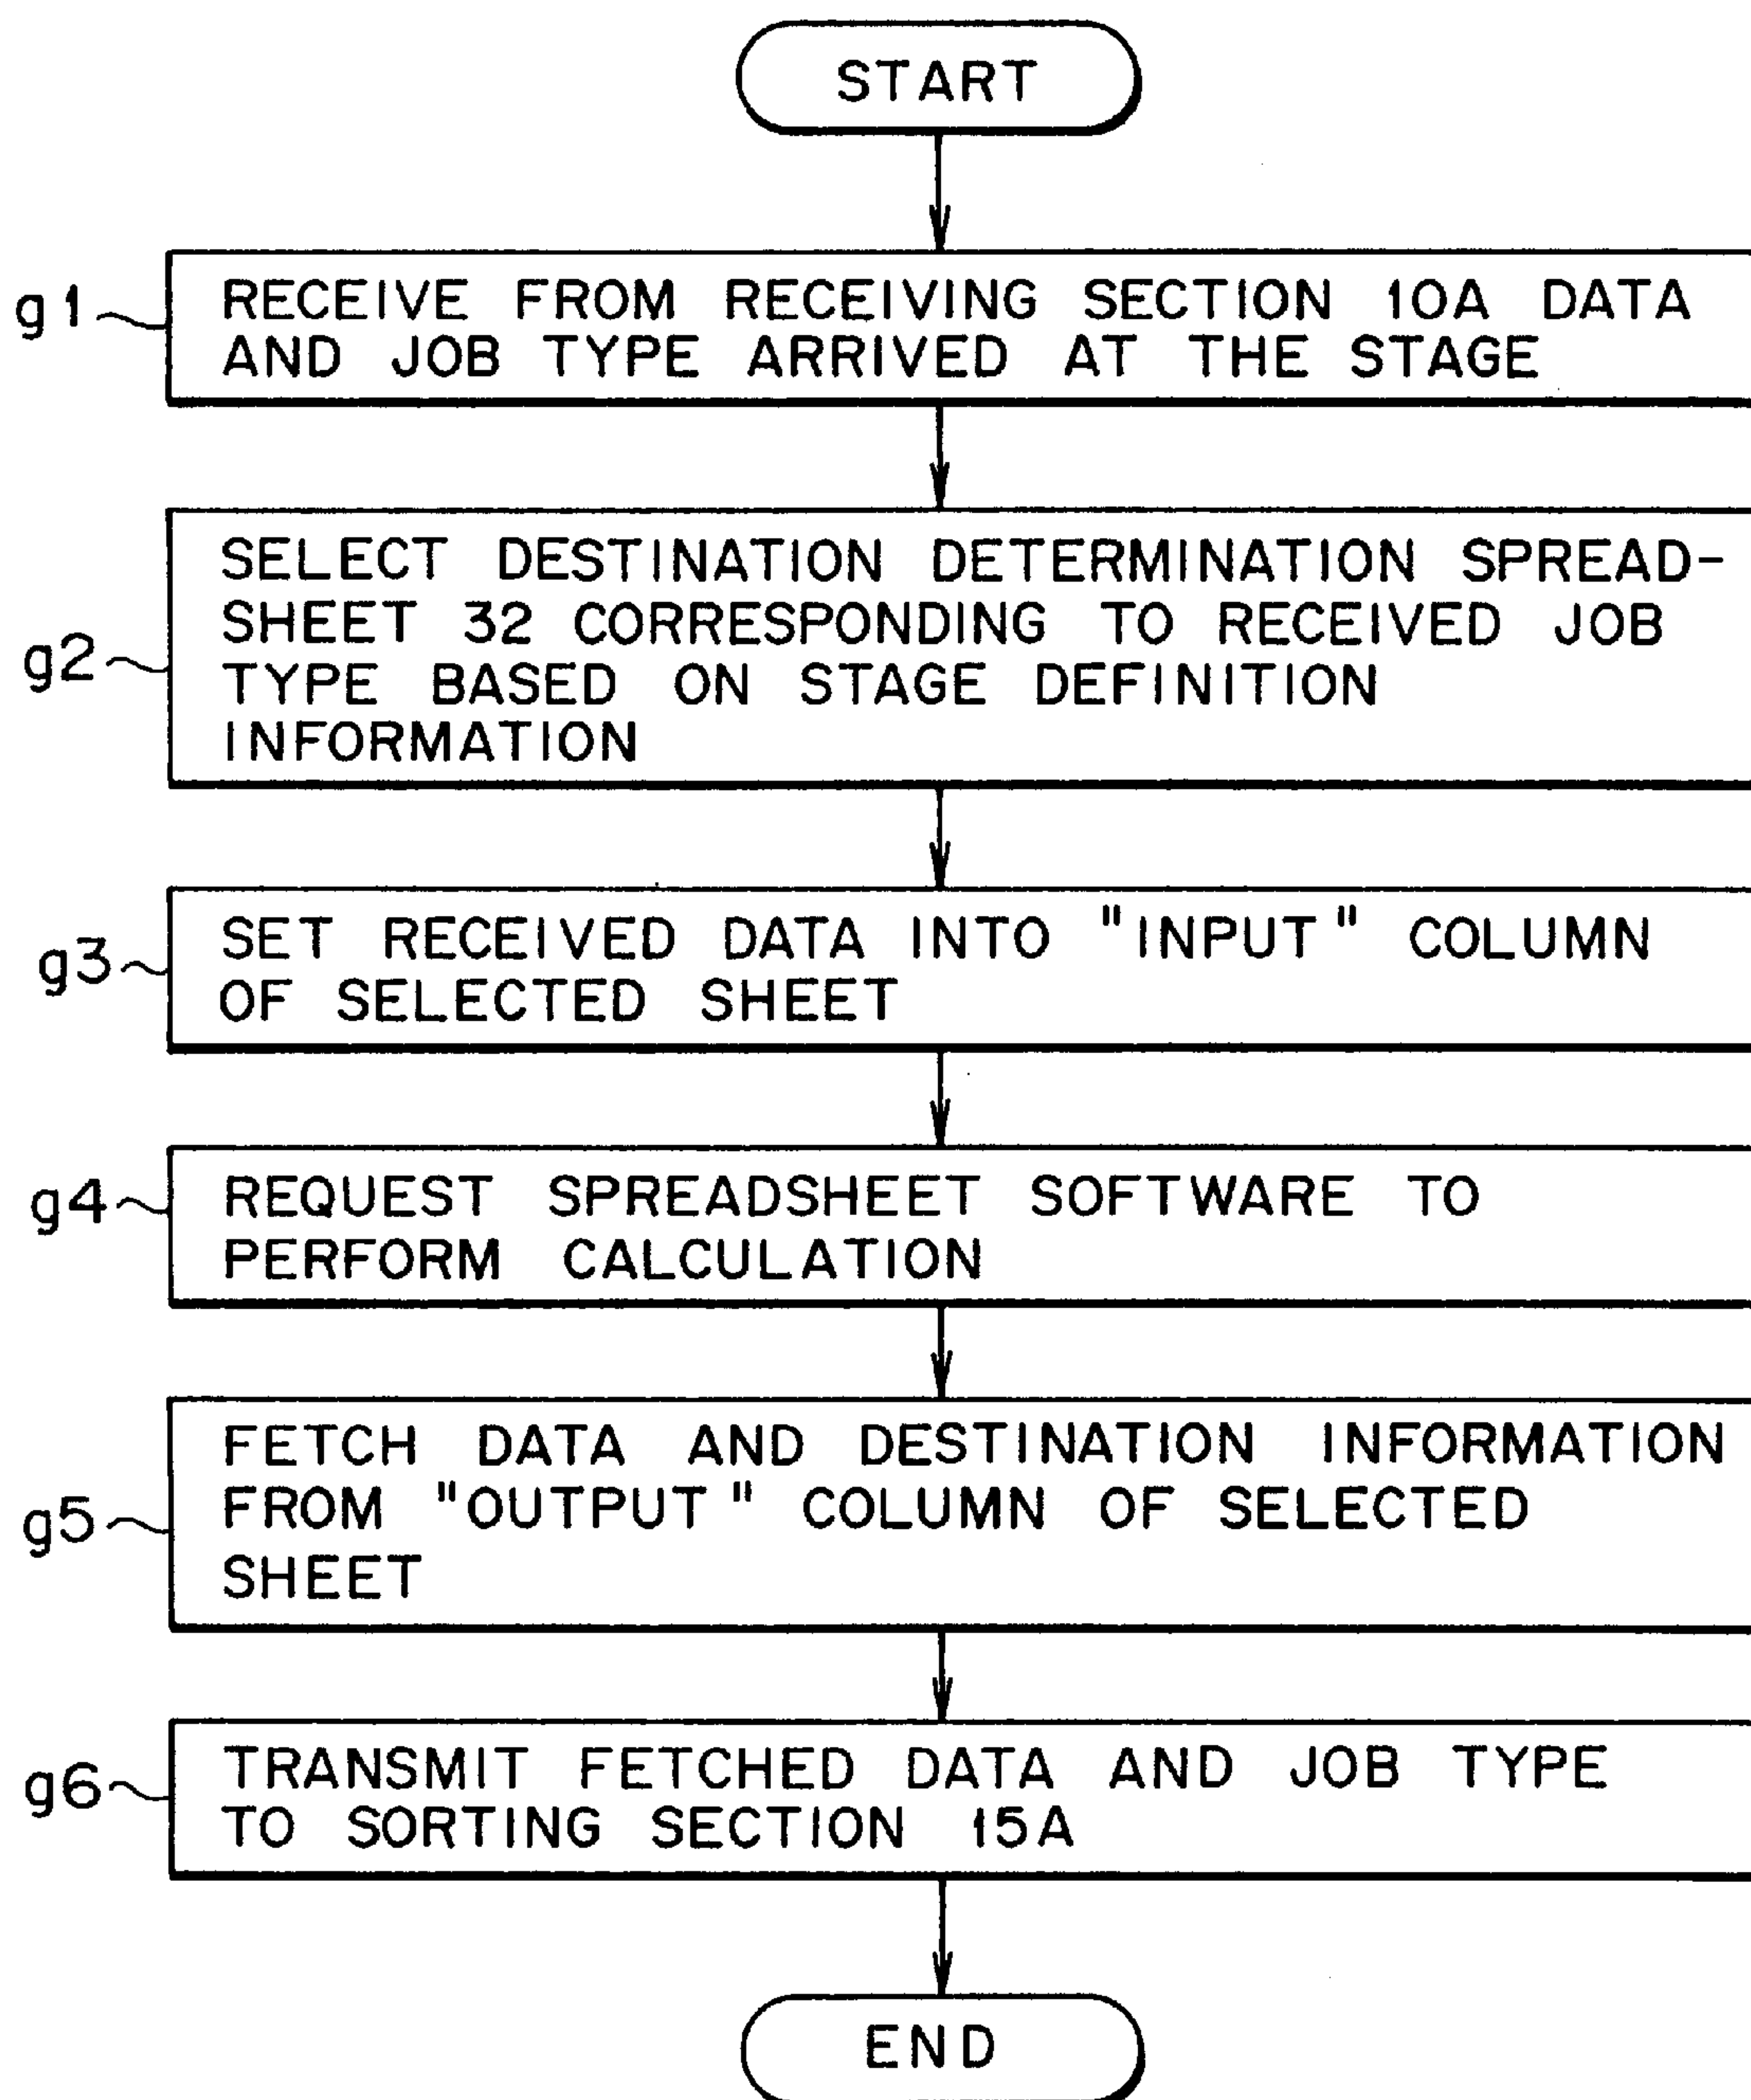 START
g1
RECEIVE FROM RECEIVING SECTION 10A DATA
AND JOB TYPE ARRIVED AT THE STAGE
g2
SELECT DESTINATION DETERMINATION SPREAD-
SHEET 32 CORRESPONDING TO RECEIVED JOB
TYPE BASED ON STAGE DEFINITION
INFORMATION
g3
SET RECEIVED DATA INTO "INPUT" COLUMN
OF SELECTED SHEET
g4
REQUEST SPREADSHEET SOFTWARE TO
PERFORM CALCULATION
g5
FETCH DATA AND DESTINATION INFORMATION
FROM "OUTPUT" COLUMN OF SELECTED
SHEET
g6
TRANSMIT FETCHED DATA AND JOB TYPE
TO SORTING SECTION 15A
END